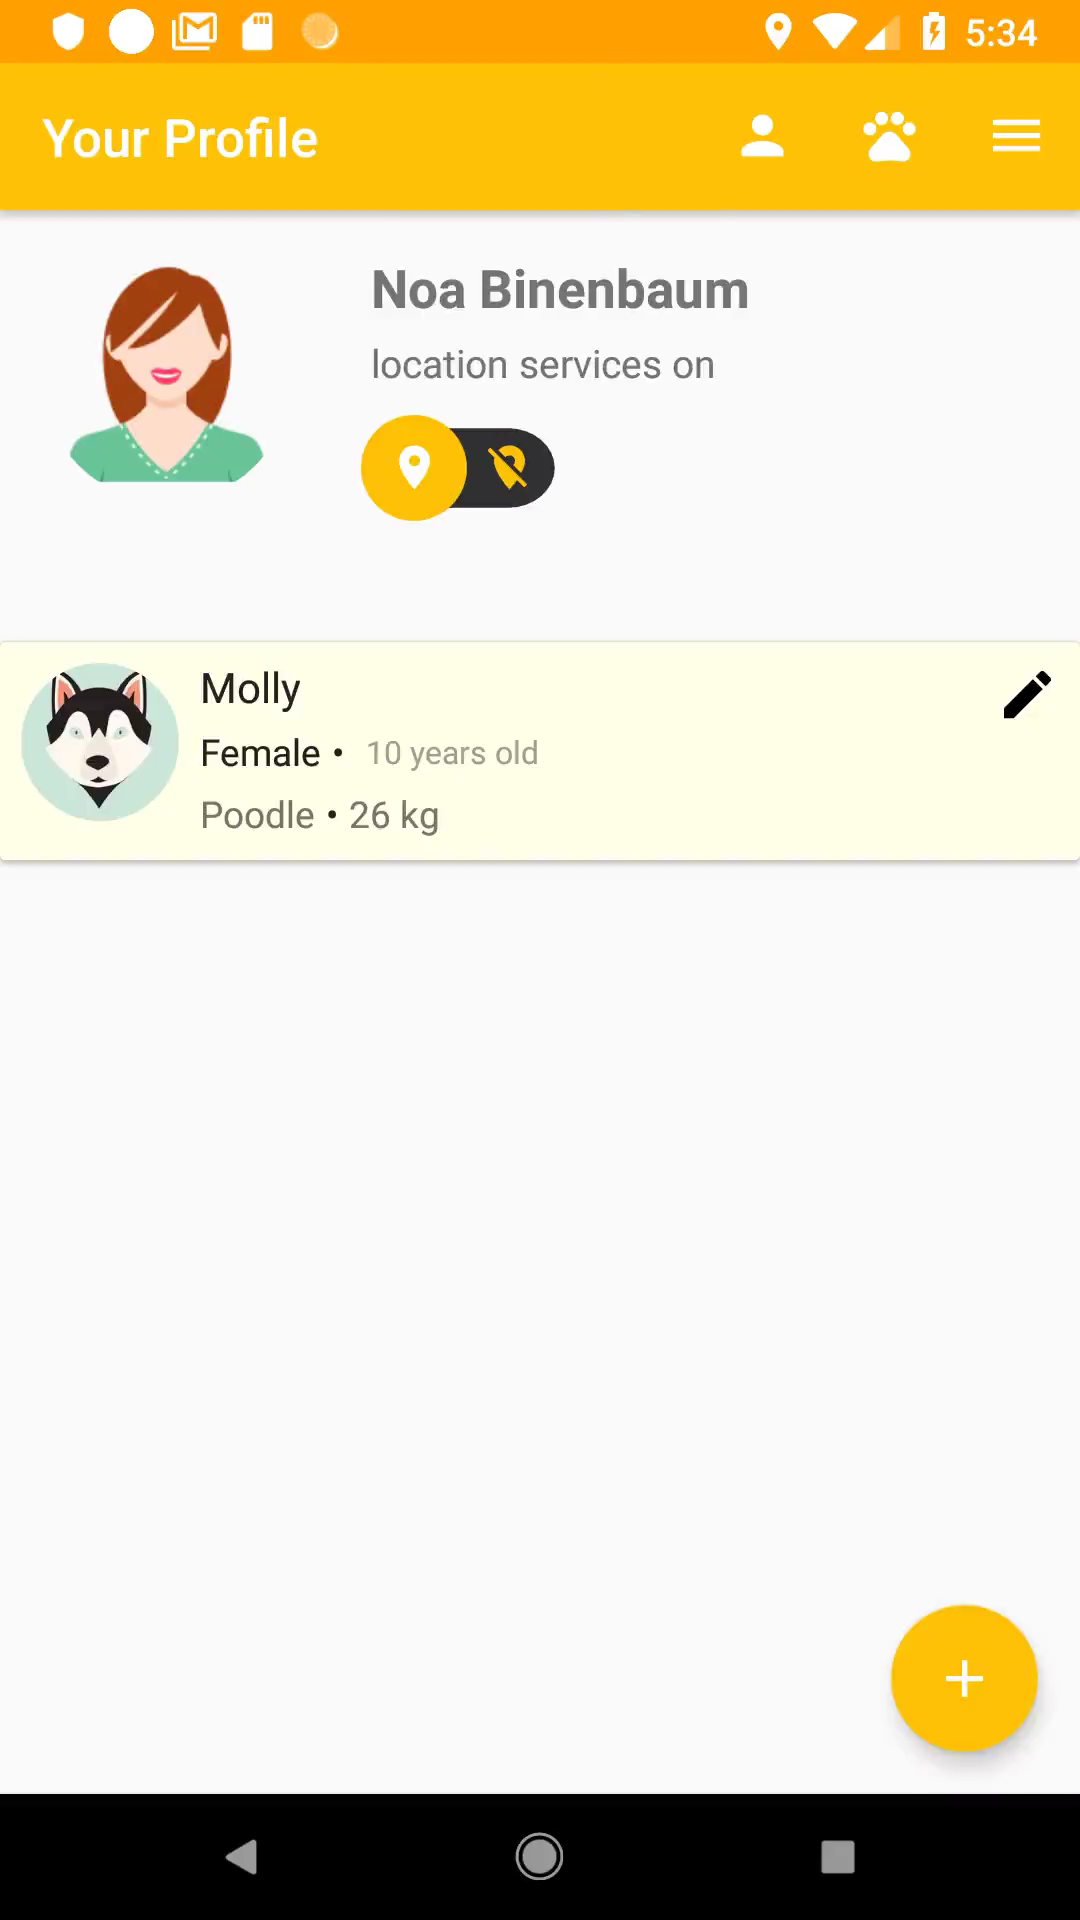 5:34
Your Profile
Noa Binenbaum
location services on
Molly
Female • 10 years old
Poodle • 26 kg